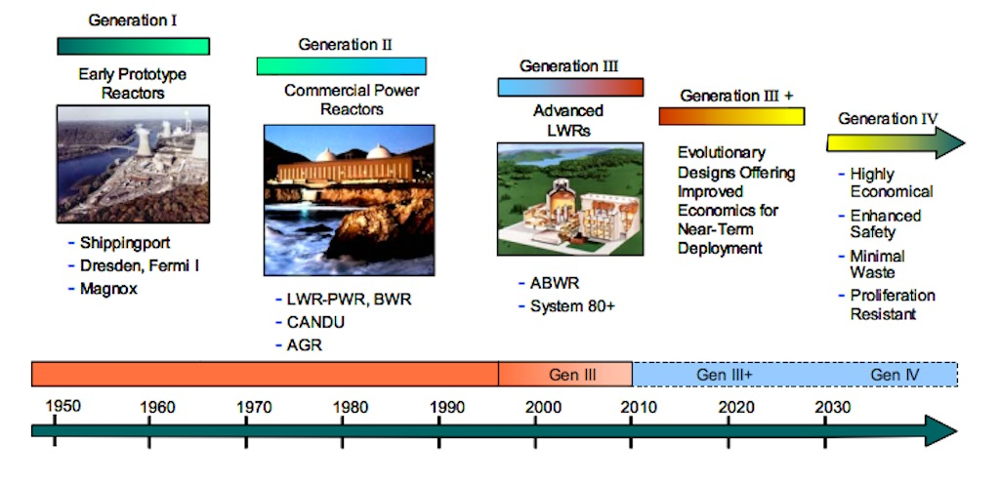 Generation I
Early Prototype
Reactors
- Shippingport
- Dresden, Fermi I
- Magnox
Generation II
Commercial Power
Reactors
- LWR-PWR, BWR
- CANDU
- AGR
Generation III
Advanced
LWRs
- ABWR
- System 80+
Generation III +
Evolutionary
Designs Offering
Improved
Economics for
Near-Term
Deployment
Generation IV
- Highly
Economical
- Enhanced
Safety
- Minimal
Waste
- Proliferation
Resistant
Gen III
Gen III+
Gen IV
1950 1960 1970 1980 1990 2000 2010 2020 2030